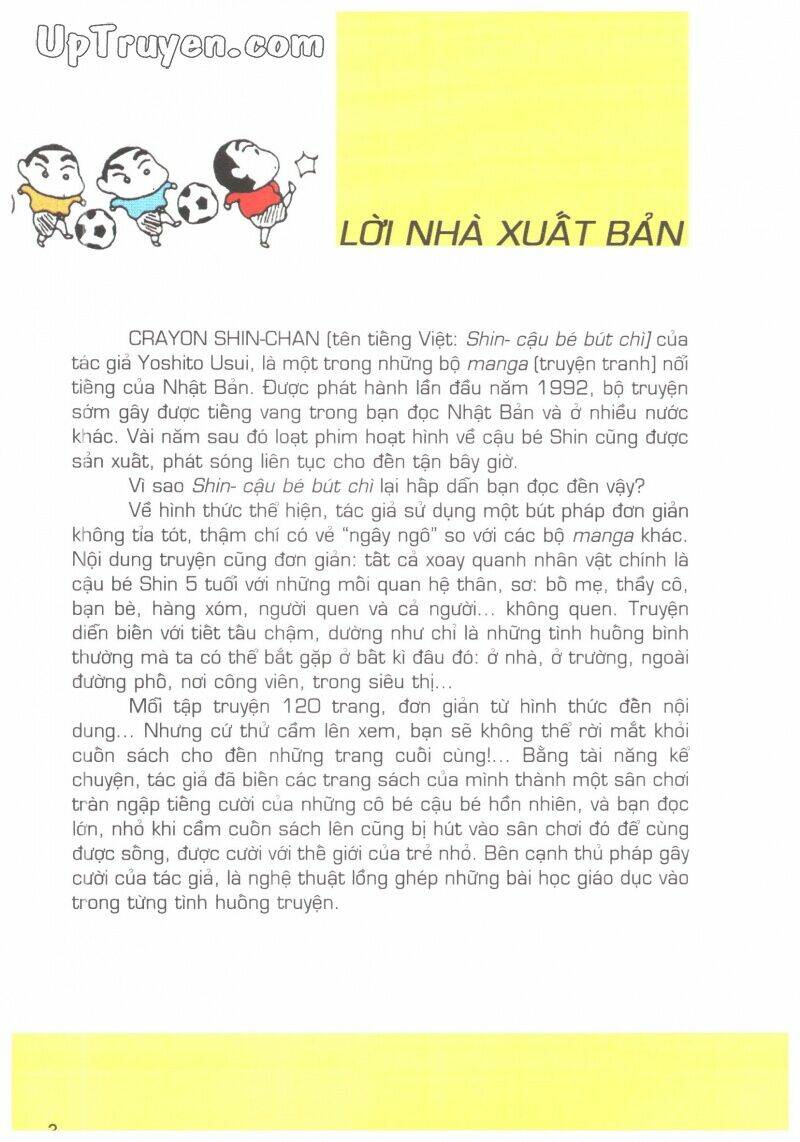 UpTruyen.com
LỜI NHÀ XUẤT BẢN
CRAYON SHIN-CHAN (tên tiếng Việt: Shin- cậu bé bút chì) của
tác giả Yoshito Usui, là một trong những bộ manga (truyện tranh) nổi
tiếng của Nhật Bản. Được phát hành lần đầu năm 1992, bộ truyện
sớm gây được tiếng vang trong bạn đọc Nhật Bản và ở nhiều nước
khác. Vài năm sau đó loạt phim hoạt hình về cậu bé Shin cũng được
sản xuất, phát sóng liên tục cho đến tận bây giờ.
Vì sao Shin- cậu bé bút chì lại hấp dẫn bạn đọc đến vậy?
Về hình thức thể hiện, tác giả sử dụng một bút pháp đơn giản
không tỉa tót, thậm chí có vẻ “ngây ngô” so với các bộ manga khác.
Nội dung truyện cũng đơn giản: tất cả xoay quanh nhân vật chính là
cậu bé Shin 5 tuổi với những mối quan hệ thân, sơ: bố mẹ, thầy cô,
bạn bè, hàng xóm, người quen và cả người... không quen. Truyện
diễn biến với tiết tấu chậm, dường như chỉ là những tình huống bình
thường mà ta có thể bắt gặp ở bất kì đâu đó: ở nhà, ở trường, ngoài
đường phố, nơi công viên, trong siêu thị...
Mỗi tập truyện 120 trang, đơn giản từ hình thức đến nội
dung... Nhưng cứ thử cầm lên xem, bạn sẽ không thể rời mắt khỏi
cuốn sách cho đến những trang cuối cùng!... Bằng tài năng kể
chuyện, tác giả đã biến các trang sách của mình thành một sân chơi
tràn ngập tiếng cười của những cô bé cậu bé hồn nhiên, và bạn đọc
lớn, nhỏ khi cầm cuốn sách lên cũng bị hút vào sân chơi đó để cùng
được sống, được cười với thế giới của trẻ nhỏ. Bên cạnh thủ pháp gây
cười của tác giả, là nghệ thuật lồng ghép những bài học giáo dục vào
trong từng tình huống truyện.
2